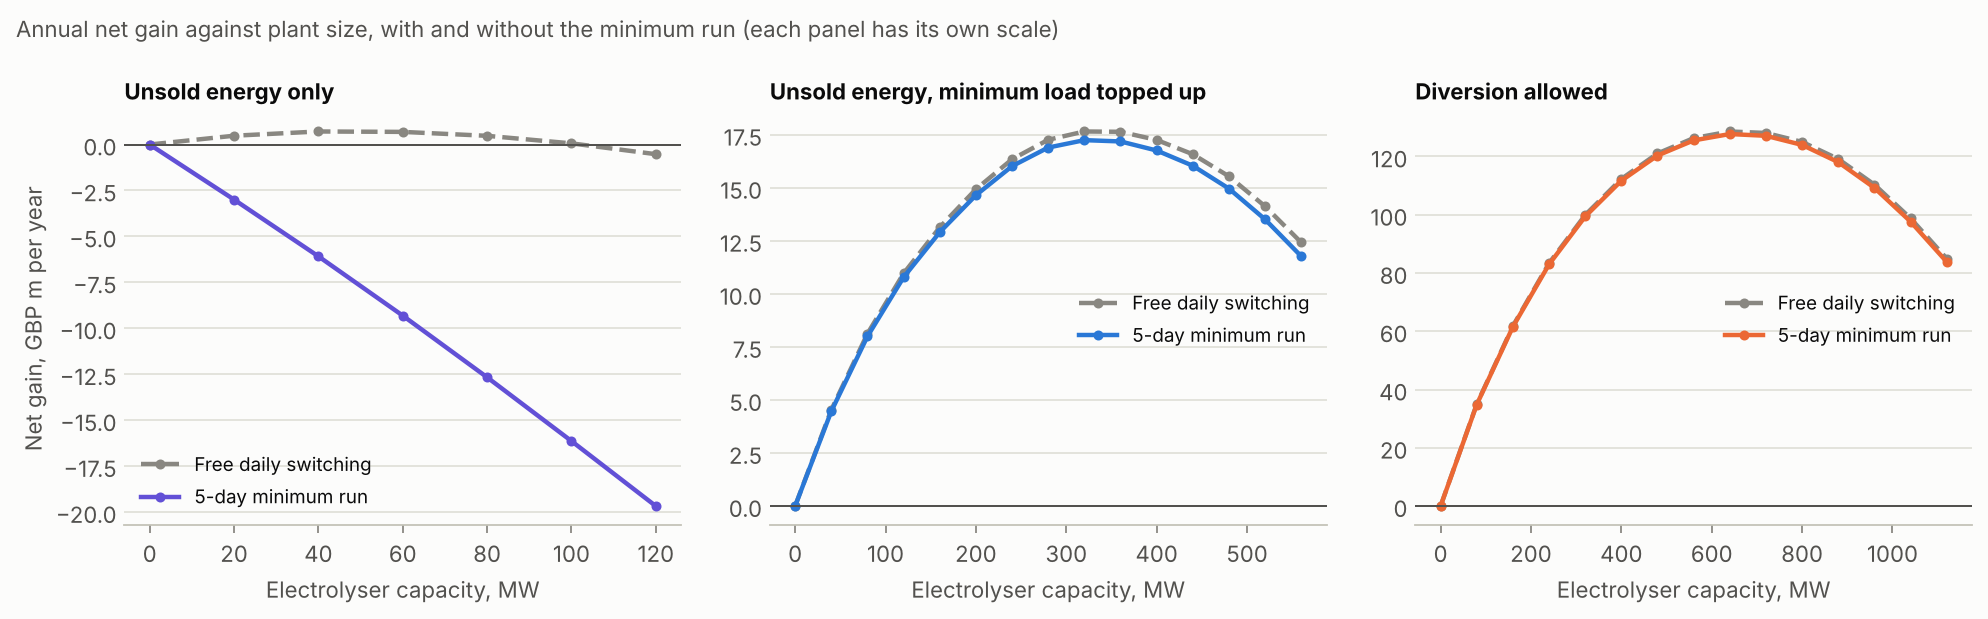 Annual net gain against plant size, with and without the minimum run (each panel has its own scale)
Unsold energy only
Net gain, GBP m per year
0.0
−2.5
−5.0
−7.5
−10.0
−12.5
−15.0
−17.5
−20.0
Free daily switching
5-day minimum run
0 20 40 60 80 100 120
Electrolyser capacity, MW
Unsold energy, minimum load topped up
17.5
15.0
12.5
10.0
7.5
5.0
2.5
0.0
Free daily switching
5-day minimum run
0 100 200 300 400 500
Electrolyser capacity, MW
Diversion allowed
120
100
80
60
40
20
0
Free daily switching
5-day minimum run
0 200 400 600 800 1000
Electrolyser capacity, MW